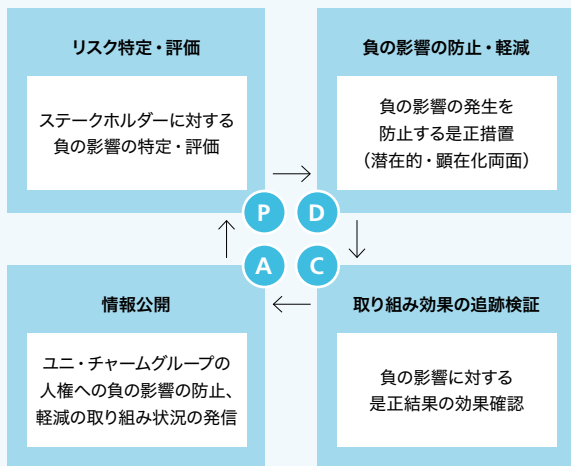 リスク特定・評価
ステークホルダーに対する
負の影響の特定・評価
P
負の影響の防止・軽減
負の影響の発生を
防止する是正措置
（潜在的・顕在化両面）
D
C
取り組み効果の追跡検証
負の影響に対する
是正結果の効果確認
A
情報公開
ユニ・チャームグループの
人権への負の影響の防止、
軽減の取り組み状況の発信